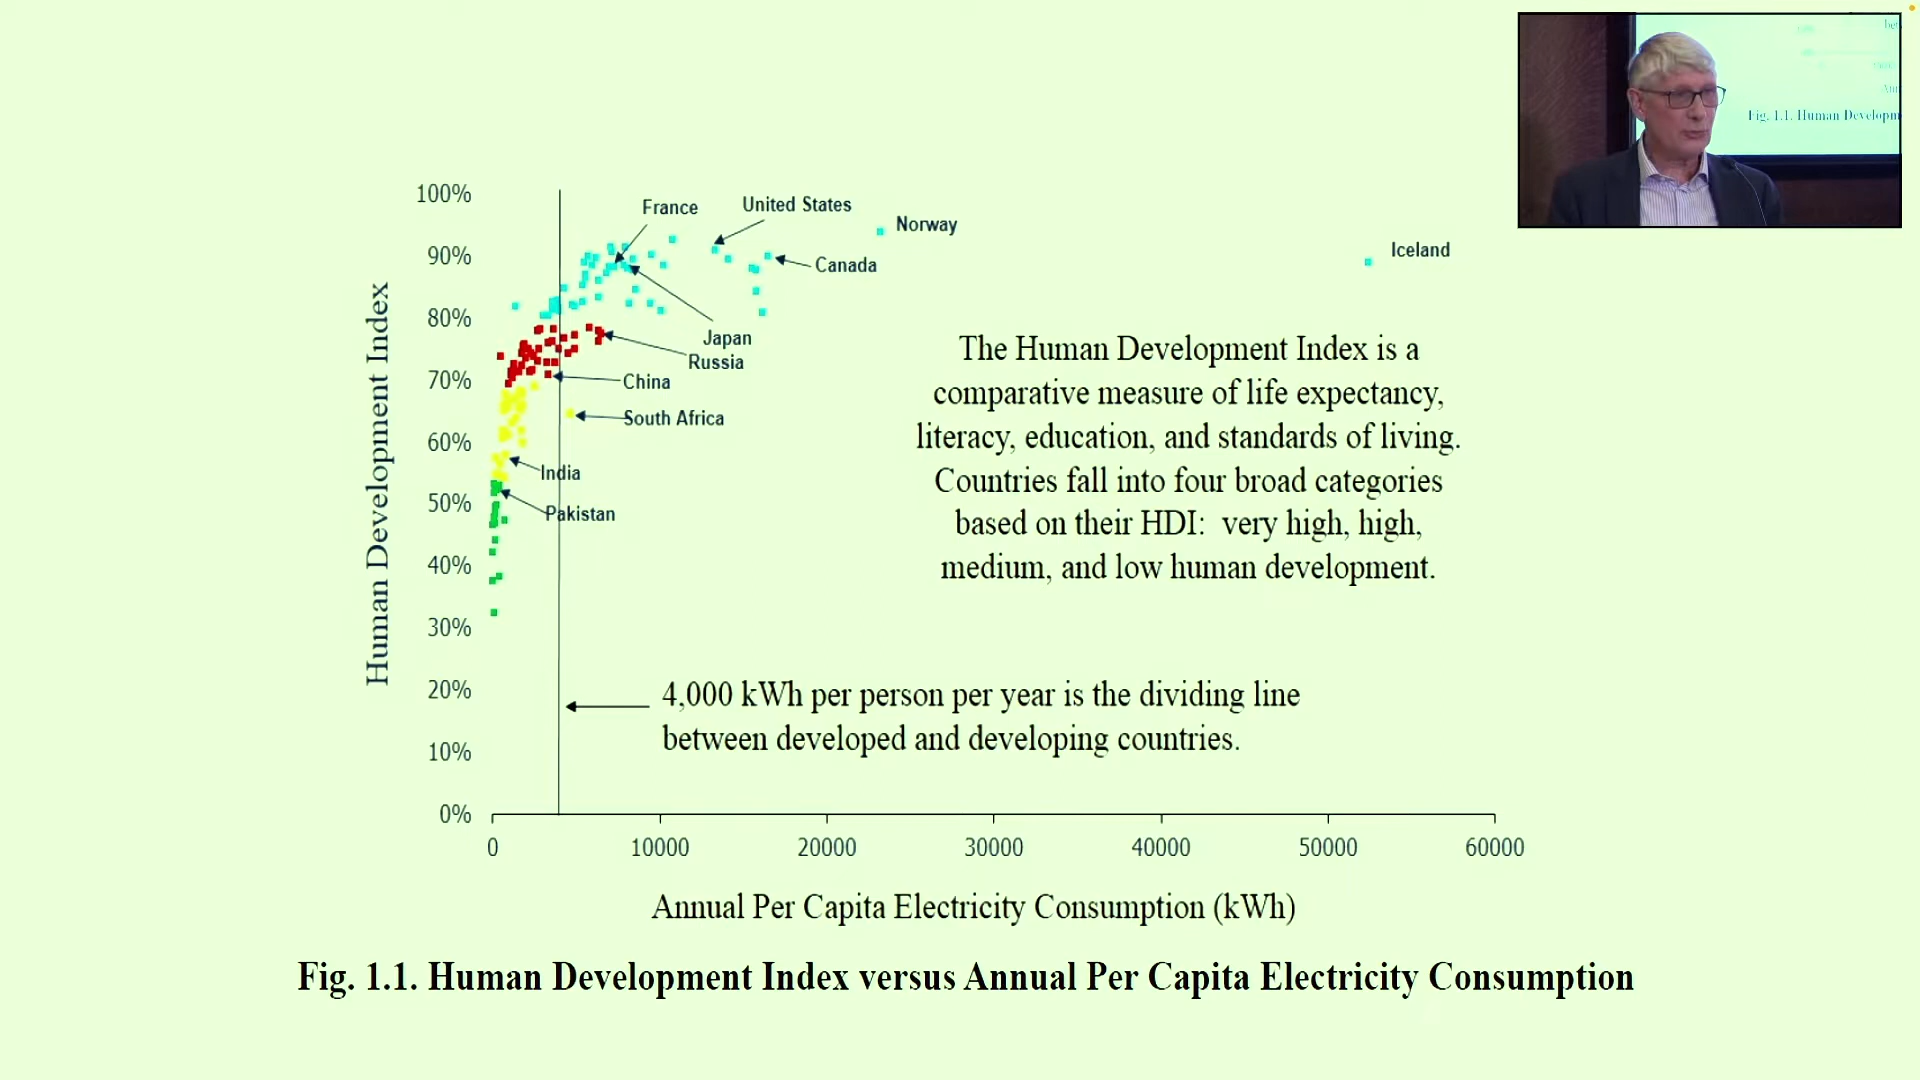 100%
90%
80%
70%
60%
50%
40%
30%
20%
10%
0%
Human Development Index
France
United States
Norway
Canada
Iceland
Japan
Russia
China
South Africa
India
Pakistan
The Human Development Index is a
comparative measure of life expectancy,
literacy, education, and standards of living.
Countries fall into four broad categories
based on their HDI: very high, high,
medium, and low human development.
4,000 kWh per person per year is the dividing line
between developed and developing countries.
0 10000 20000 30000 40000 50000 60000
Annual Per Capita Electricity Consumption (kWh)
Fig. 1.1. Human Development Index versus Annual Per Capita Electricity Consumption
Fig. 1.1. Human Developm